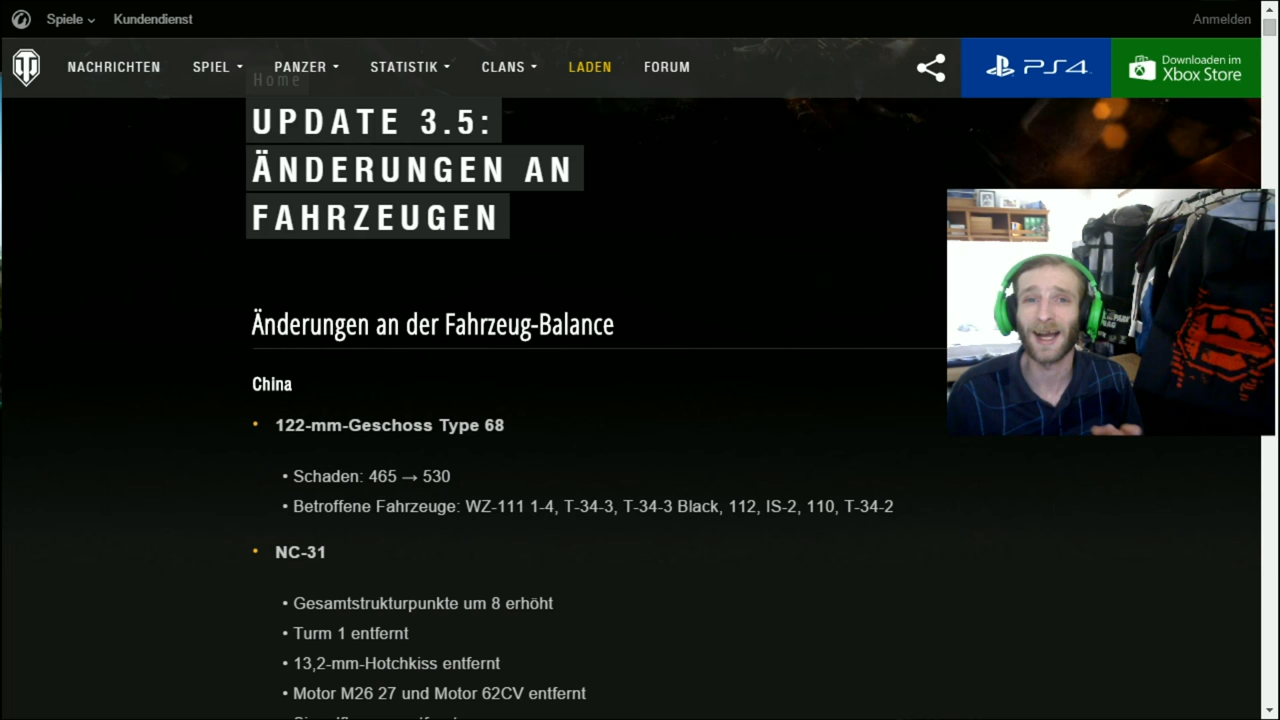 Spiele Kundendienst Anmelden
NACHRICHTEN SPIEL PANZER STATISTIK CLANS LADEN FORUM PS4 Downloaden im Xbox Store
Home
UPDATE 3.5:
ÄNDERUNGEN AN
FAHRZEUGEN
Änderungen an der Fahrzeug-Balance
China
• 122-mm-Geschoss Type 68
• Schaden: 465 → 530
• Betroffene Fahrzeuge: WZ-111 1-4, T-34-3, T-34-3 Black, 112, IS-2, 110, T-34-2
• NC-31
• Gesamtstrukturpunkte um 8 erhöht
• Turm 1 entfernt
• 13,2-mm-Hotchkiss entfernt
• Motor M26 27 und Motor 62CV entfernt